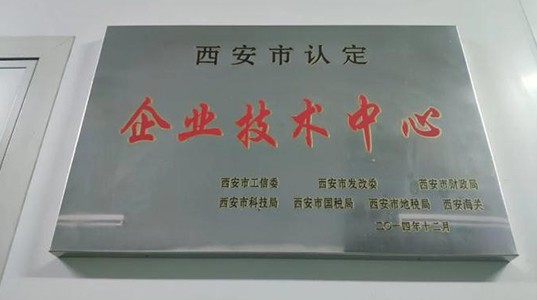 西安市认定
企业技术中心
西安市工信委 西安市发改委 西安市财政局
西安市科技局 西安市国税局 西安市地税局 西安海关
二〇一四年十二月